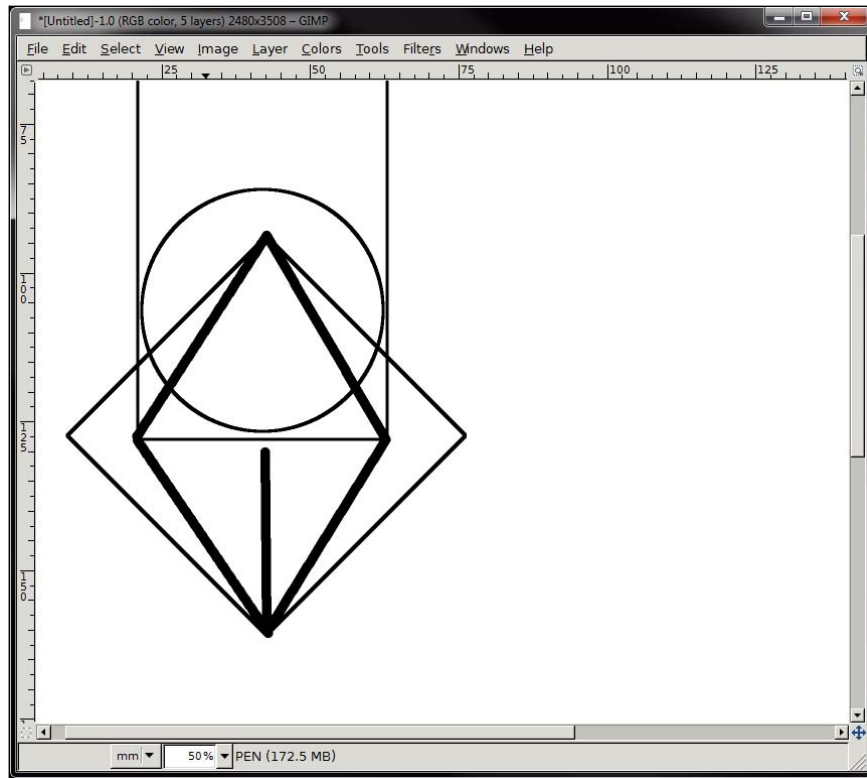 *[Untitled]-1.0 (RGB color, 5 layers) 2480x3508 – GIMP
File Edit Select View Image Layer Colors Tools Filters Windows Help
25 50 75 100 125
75
100
125
150
mm 50% PEN (172.5 MB)